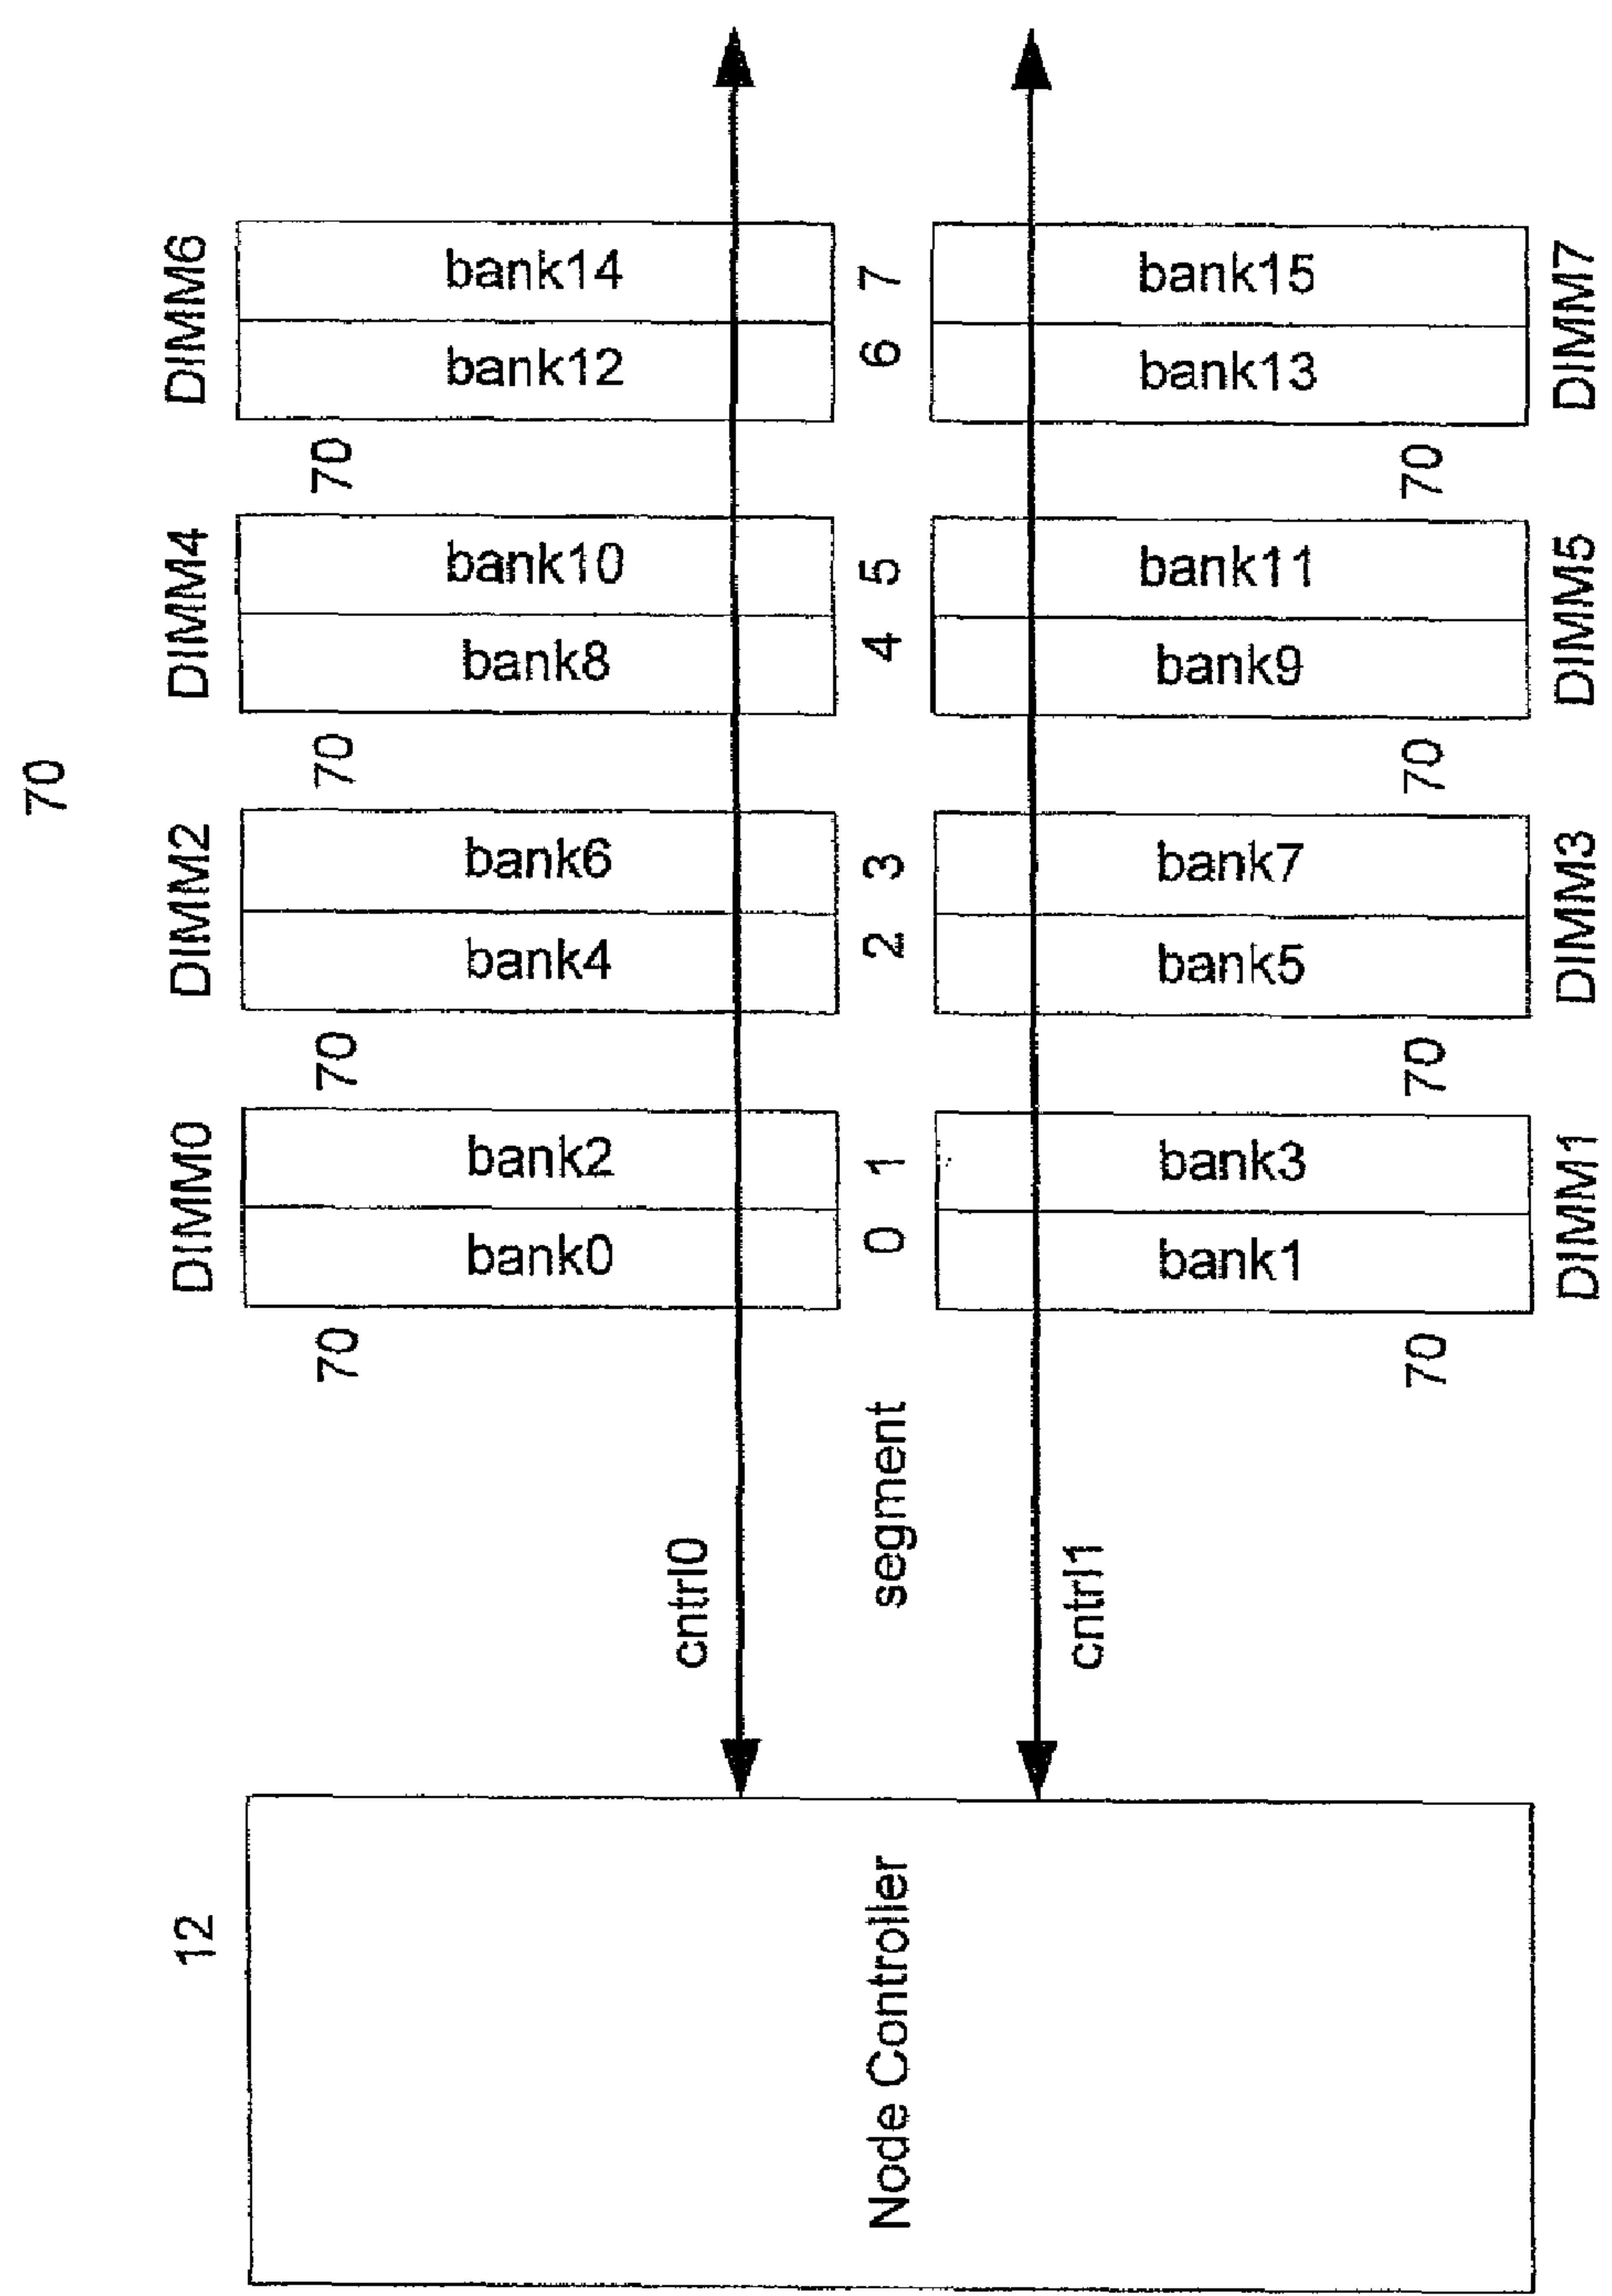 70
DIMM6
bank14
bank12
70
7
6
bank15
bank13
DIMM7
70
DIMM4
bank10
bank8
70
5
4
bank11
bank9
DIMM5
70
DIMM2
bank6
bank4
70
3
2
bank7
bank5
DIMM3
70
DIMM0
bank2
bank0
70
1
0
bank3
bank1
DIMM1
70
cntrl0
segment
cntrl1
12
Node Controller